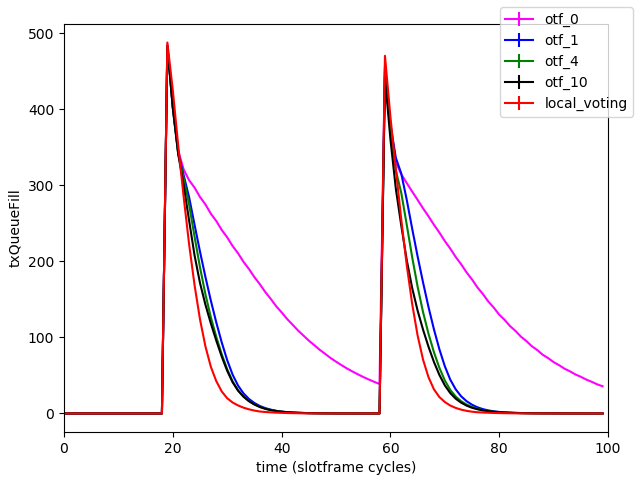 otf_0
otf_1
otf_4
otf_10
local_voting
500
400
300
200
100
0
txQueueFill
0 20 40 60 80 100
time (slotframe cycles)